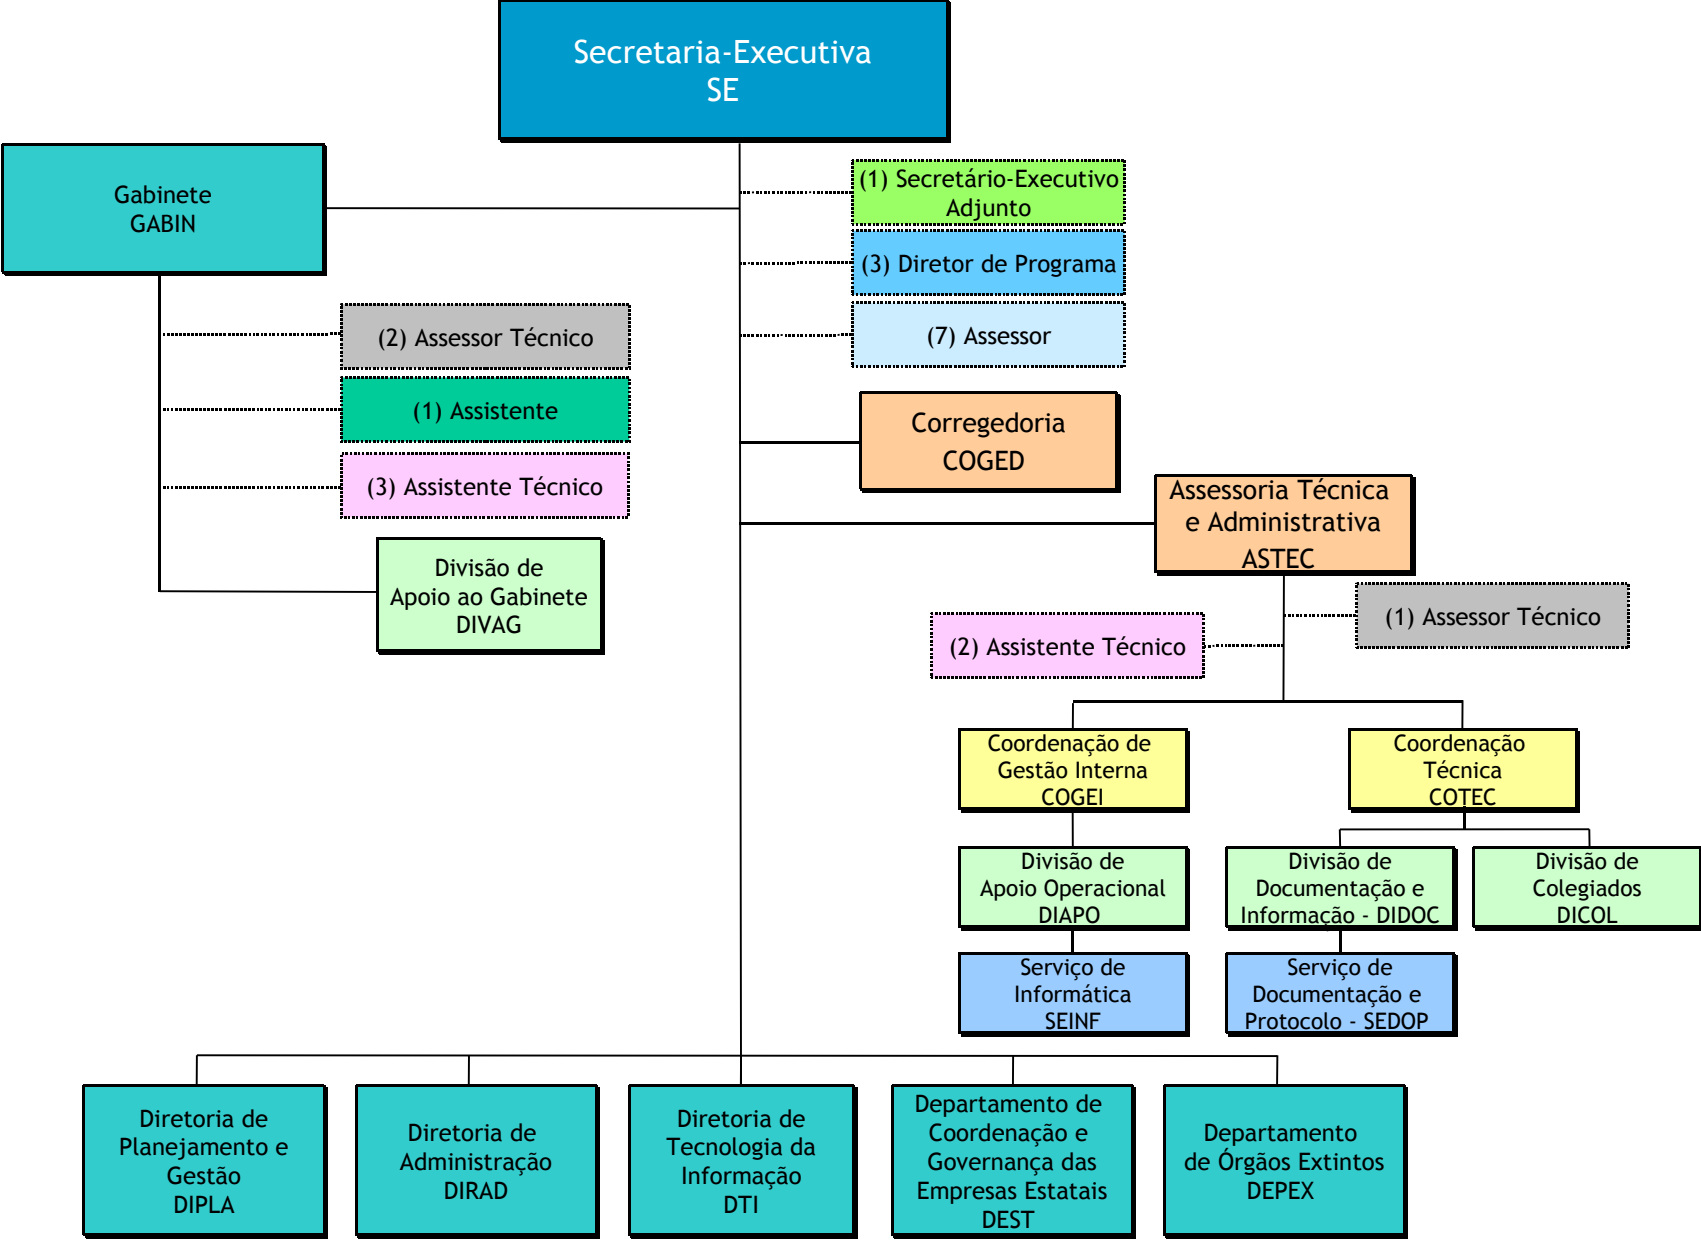 Secretaria-Executiva
SE
Gabinete
GABIN
(1) Secretário-Executivo
Adjunto
(3) Diretor de Programa
(7) Assessor
(2) Assessor Técnico
(1) Assistente
(3) Assistente Técnico
Divisão de
Apoio ao Gabinete
DIVAG
Corregedoria
COGED
Assessoria Técnica
e Administrativa
ASTEC
(1) Assessor Técnico
(2) Assistente Técnico
Coordenação de
Gestão Interna
COGEI
Coordenação
Técnica
COTEC
Divisão de
Apoio Operacional
DIAPO
Divisão de
Documentação e
Informação - DIDOC
Divisão de
Colegiados
DICOL
Serviço de
Informática
SEINF
Serviço de
Documentação e
Protocolo - SEDOP
Diretoria de
Planejamento e
Gestão
DIPLA
Diretoria de
Administração
DIRAD
Diretoria de
Tecnologia da
Informação
DTI
Departamento de
Coordenação e
Governança das
Empresas Estatais
DEST
Departamento
de Órgãos Extintos
DEPEX